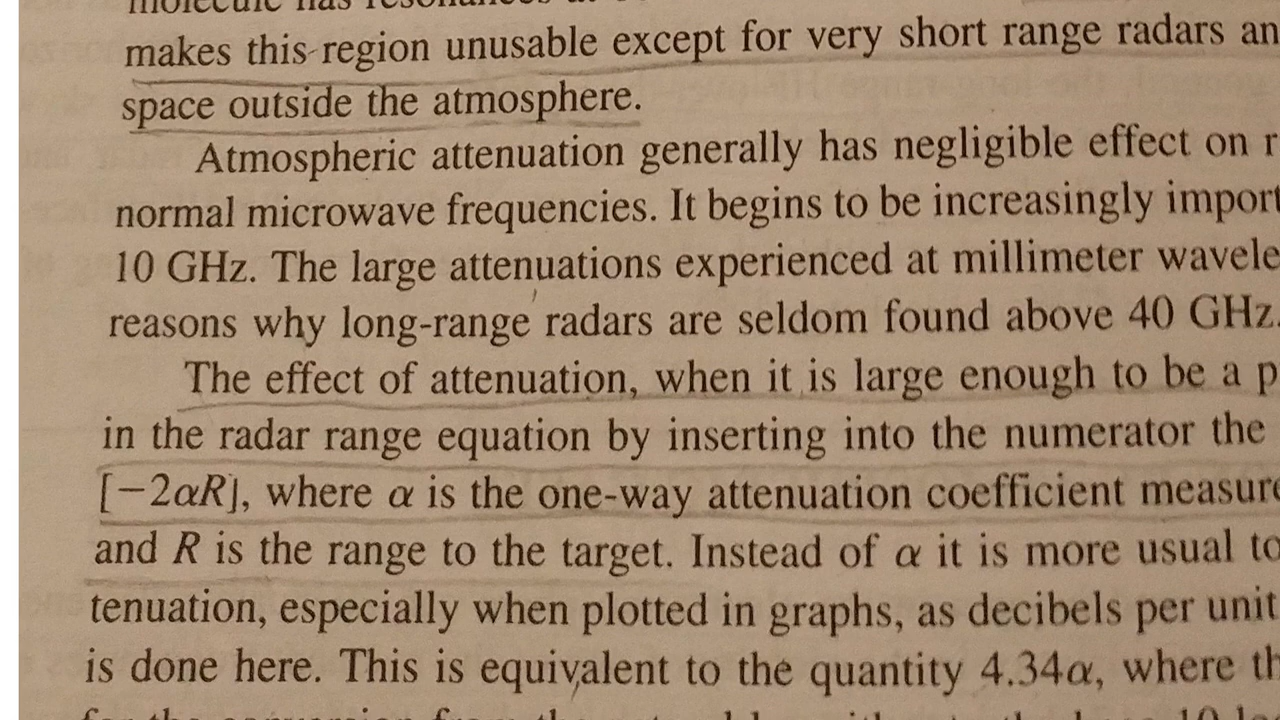 makes this region unusable except for very short range radars an
space outside the atmosphere.
Atmospheric attenuation generally has negligible effect on r
normal microwave frequencies. It begins to be increasingly import
10 GHz. The large attenuations experienced at millimeter wavele
reasons why long-range radars are seldom found above 40 GHz.
The effect of attenuation, when it is large enough to be a p
in the radar range equation by inserting into the numerator the
[−2αR], where α is the one-way attenuation coefficient measure
and R is the range to the target. Instead of α it is more usual to
tenuation, especially when plotted in graphs, as decibels per unit
is done here. This is equivalent to the quantity 4.34α, where th